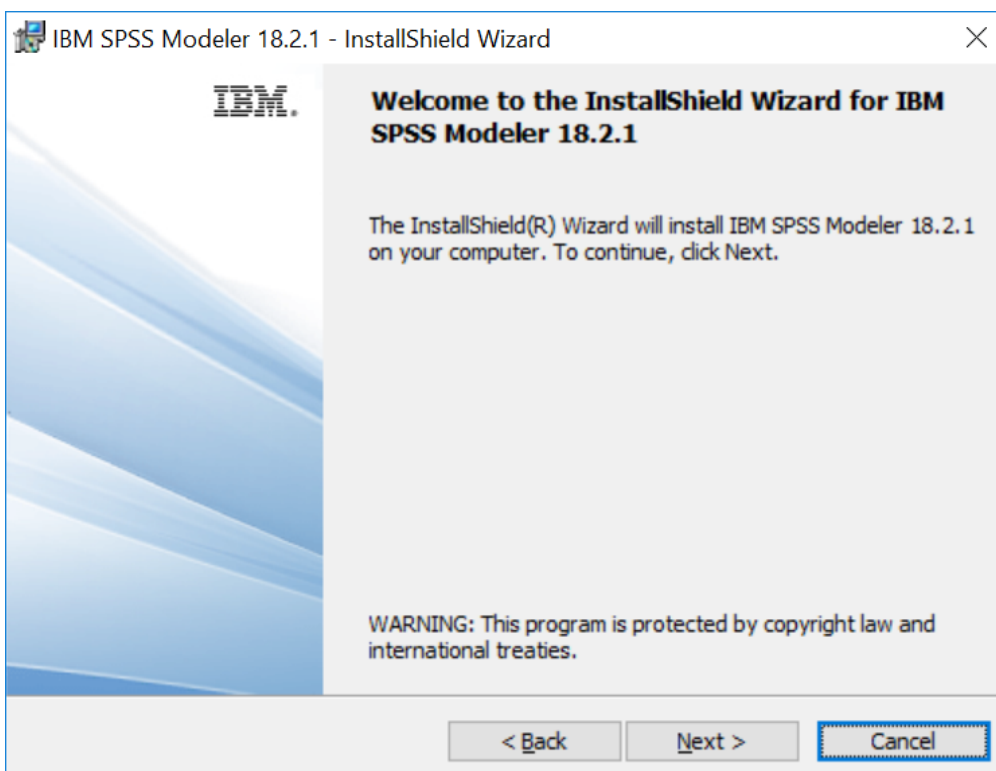 IBM SPSS Modeler 18.2.1 - InstallShield Wizard
IBM.
Welcome to the InstallShield Wizard for IBM
SPSS Modeler 18.2.1
The InstallShield(R) Wizard will install IBM SPSS Modeler 18.2.1
on your computer. To continue, click Next.
WARNING: This program is protected by copyright law and
international treaties.
< Back
Next >
Cancel